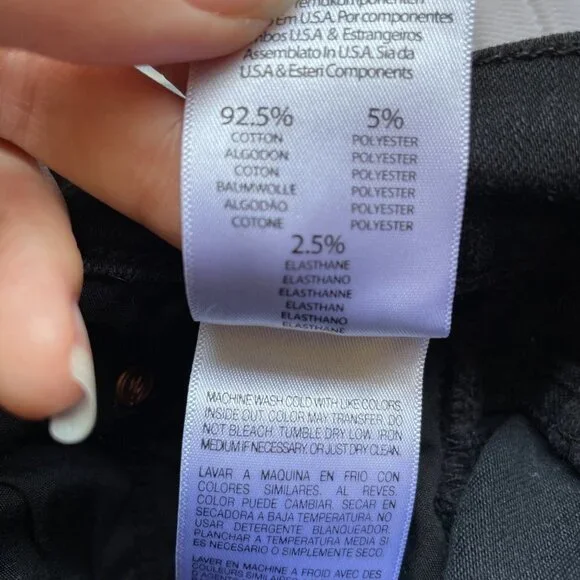 Em U.S.A. Por componentes
& Estrangeiros
Assemblato In U.S.A. Sia da
U.S.A & Esteri Components
92.5%
COTTON
ALGODON
COTON
BAUMWOLLE
ALGODÃO
COTONE
5%
POLYESTER
POLYESTER
POLYESTER
POLYESTER
POLYESTER
POLYESTER
2.5%
ELASTHANE
ELASTANO
ELASTHANNE
ELASTHAN
ELASTHANO
ELASTHAN
MACHINE WASH COLD WITH LIKE COLORS.
INSIDE OUT. COLOR MAY TRANSFER. DO
NOT BLEACH. TUMBLE DRY LOW. IRON
MEDIUM IF NECESSARY. OR JUST DRY CLEAN.
LAVAR A MAQUINA EN FRIO CON
COLORES SIMILARES. AL REVES.
COLOR PUEDE CAMBIAR. SECAR EN
SECADORA A BAJA TEMPERATURA. NO
USAR DETERGENTE BLANQUEADOR.
PLANCHAR A TEMPERATURA MEDIA SI
ES NECESARIO O SIMPLEMENTE SECO.
LAVER EN MACHINE A FROID AVEC DES
COULEURS